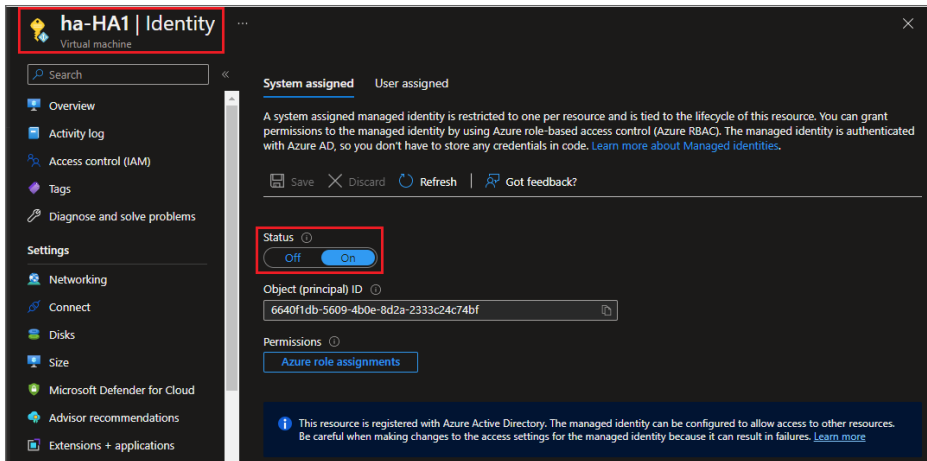 ha-HA1 | Identity ...
Virtual machine
Search
Overview
Activity log
Access control (IAM)
Tags
Diagnose and solve problems
Settings
Networking
Connect
Disks
Size
Microsoft Defender for Cloud
Advisor recommendations
Extensions + applications
System assigned User assigned
A system assigned managed identity is restricted to one per resource and is tied to the lifecycle of this resource. You can grant
permissions to the managed identity by using Azure role-based access control (Azure RBAC). The managed identity is authenticated
with Azure AD, so you don't have to store any credentials in code. Learn more about Managed identities.
Save Discard Refresh Got feedback?
Status
Off On
Object (principal) ID
6640f1db-5609-4b0e-8d2a-2333c24c74bf
Permissions
Azure role assignments
This resource is registered with Azure Active Directory. The managed identity can be configured to allow access to other resources.
Be careful when making changes to the access settings for the managed identity because it can result in failures. Learn more